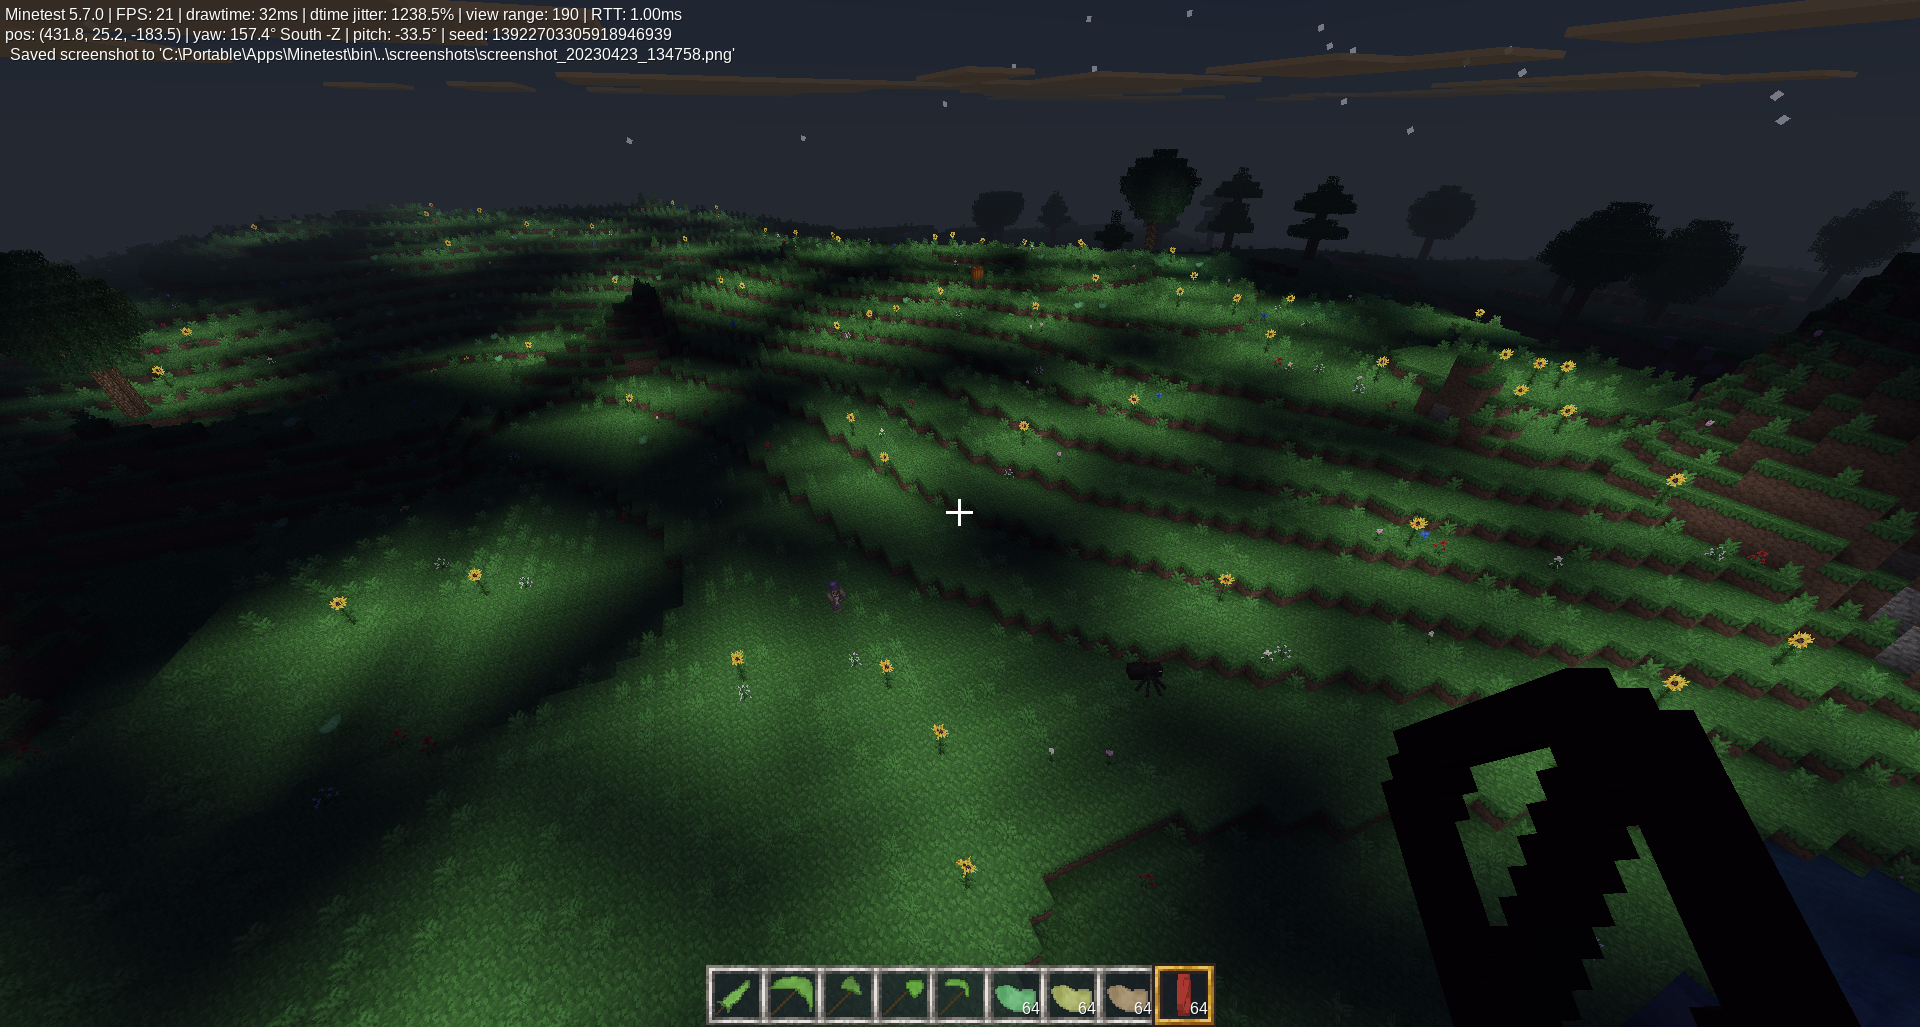 Minetest 5.7.0 | FPS: 21 | drawtime: 32ms | dtime jitter: 1238.5% | view range: 190 | RTT: 1.00ms
pos: (431.8, 25.2, -183.5) | yaw: 157.4° South -Z | pitch: -33.5° | seed: 13922703305918946939
Saved screenshot to 'C:\Portable\Apps\Minetest\bin\..\screenshots\screenshot_20230423_134758.png'
64 64 64 64